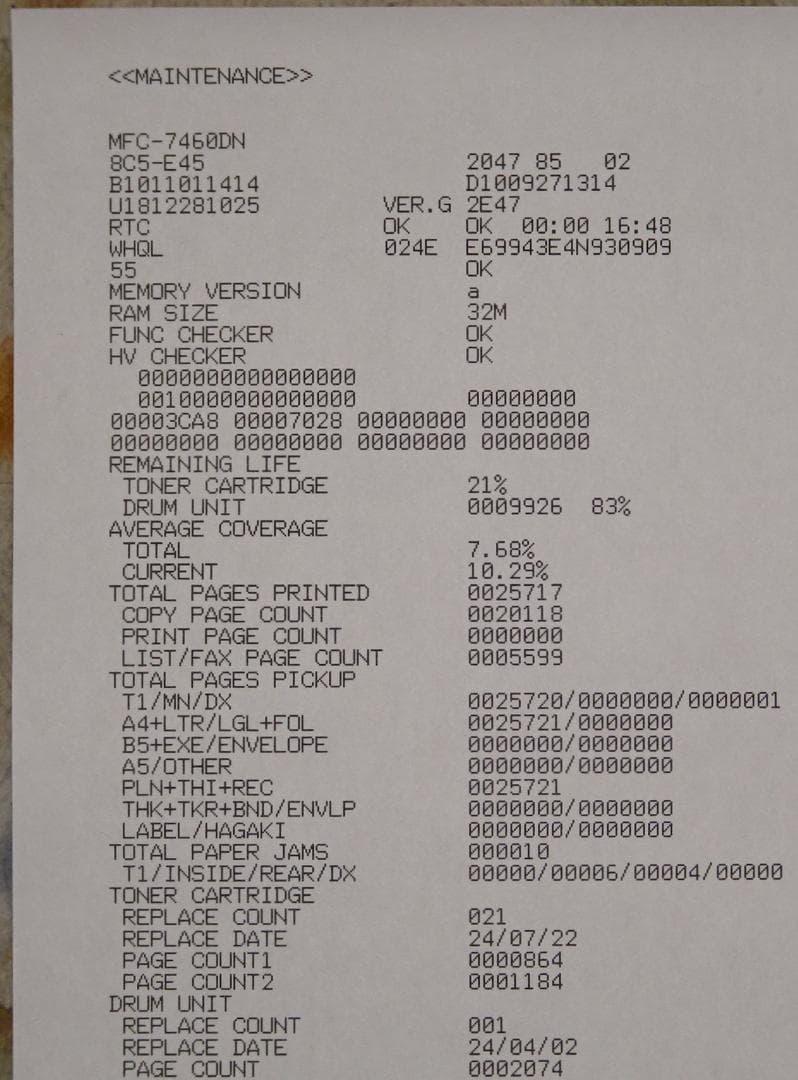 <<MAINTENANCE>>
MFC-7460DN
8C5-E45 2047 85 02
B1011011414 D1009271314
U1812281025 VER.G 2E47
RTC OK OK 00:00 16:48
WHQL 024E E69943E4N930909
55 OK
MEMORY VERSION a
RAM SIZE 32M
FUNC CHECKER OK
HV CHECKER OK
0000000000000000
0010000000000000 00000000
00003CA8 00007028 00000000 00000000
00000000 00000000 00000000 00000000
REMAINING LIFE
TONER CARTRIDGE 21%
DRUM UNIT 0009926 83%
AVERAGE COVERAGE
TOTAL 7.68%
CURRENT 10.29%
TOTAL PAGES PRINTED 0025717
COPY PAGE COUNT 0020118
PRINT PAGE COUNT 0000000
LIST/FAX PAGE COUNT 0005599
TOTAL PAGES PICKUP
T1/MN/DX 0025720/0000000/0000001
A4+LTR/LGL+FOL 0025721/0000000
B5+EXE/ENVELOPE 0000000/0000000
A5/OTHER 0000000/0000000
PLN+THI+REC 0025721
THK+TKR+BND/ENVLP 0000000/0000000
LABEL/HAGAKI 0000000/0000000
TOTAL PAPER JAMS 000010
T1/INSIDE/REAR/DX 00000/00006/00004/00000
TONER CARTRIDGE
REPLACE COUNT 021
REPLACE DATE 24/07/22
PAGE COUNT1 0000864
PAGE COUNT2 0001184
DRUM UNIT
REPLACE COUNT 001
REPLACE DATE 24/04/02
PAGE COUNT 0002074